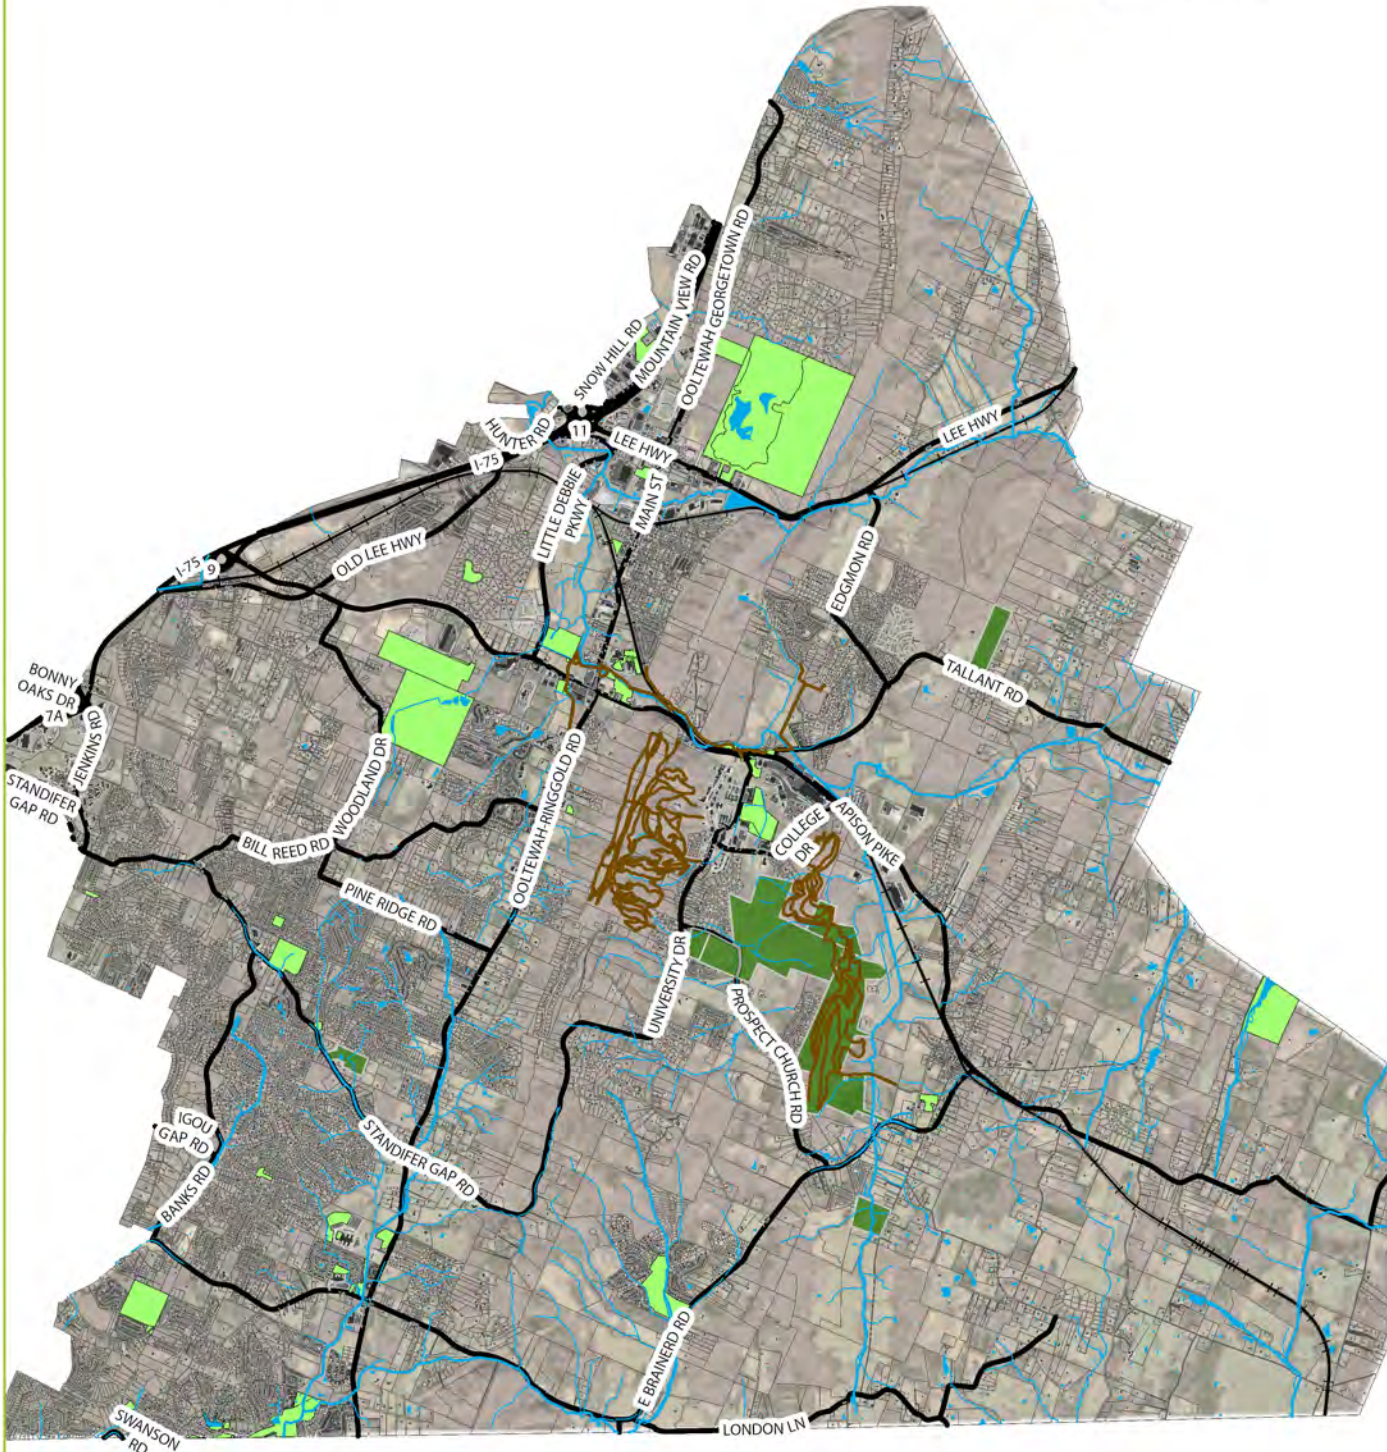 OOLTEWAH GEORGETOWN RD
MOUNTAIN VIEW RD
SNOW HILL RD
HUNTER RD
11
LEE HWY
LEE HWY
I-75
MAIN ST
LITTLE DEBBIE
PKWY
OLD LEE HWY
I-75
9
EDGMON RD
TALLANT RD
BONNY
OAKS DR
7A
JENKINS RD
STANDIFER
GAP RD
WOODLAND DR
BILL REED RD
OOLTEWAH-RINGGOLD RD
PINE RIDGE RD
COLLEGE
DR
APISON PIKE
UNIVERSITY DR
PROSPECT CHURCH RD
IGOU
GAP RD
STANDIFER GAP RD
BANKS RD
E BRAINERD RD
LONDON LN
SWANSON
RD